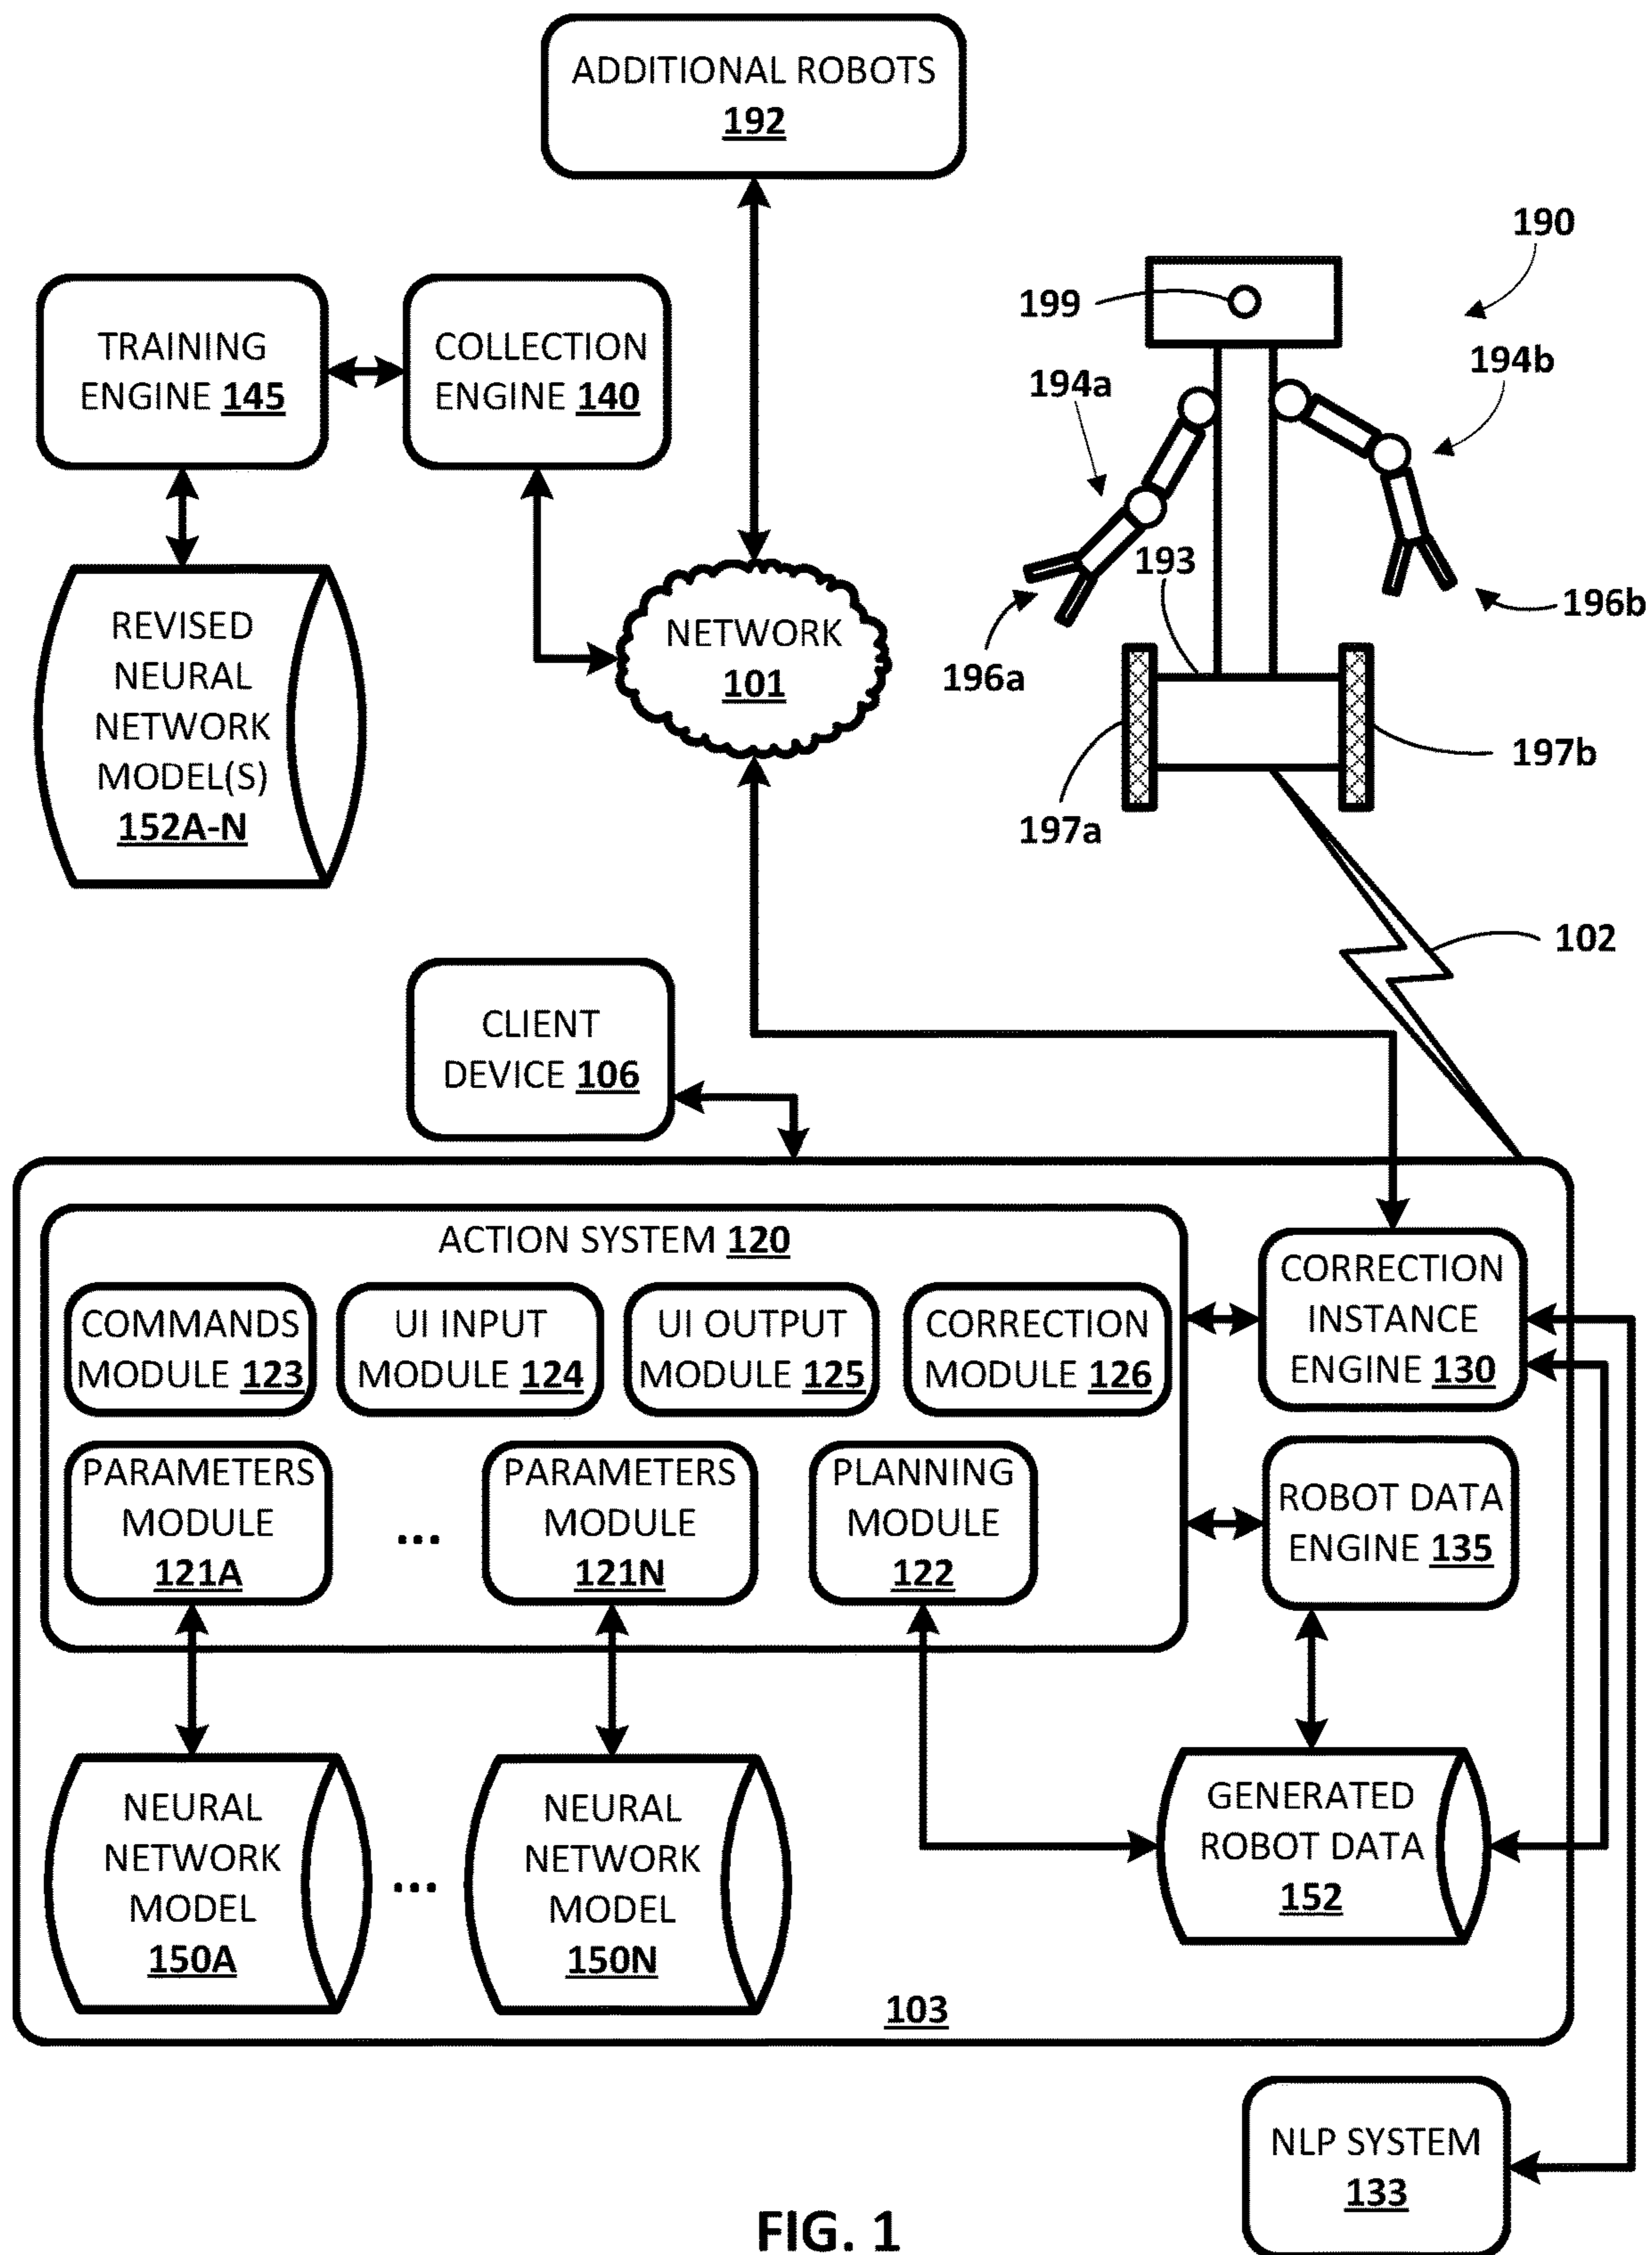 ADDITIONAL ROBOTS
192
190
199
194a
194b
TRAINING
ENGINE 145
COLLECTION
ENGINE 140
193
196a
196b
REVISED
NEURAL
NETWORK
MODEL(S)
152A-N
NETWORK
101
197a
197b
102
CLIENT
DEVICE 106
ACTION SYSTEM 120
COMMANDS
MODULE 123
UI INPUT
MODULE 124
UI OUTPUT
MODULE 125
CORRECTION
MODULE 126
CORRECTION
INSTANCE
ENGINE 130
PARAMETERS
MODULE
121A
...
PARAMETERS
MODULE
121N
PLANNING
MODULE
122
ROBOT DATA
ENGINE 135
NEURAL
NETWORK
MODEL
150A
...
NEURAL
NETWORK
MODEL
150N
GENERATED
ROBOT DATA
152
103
NLP SYSTEM
133
FIG. 1